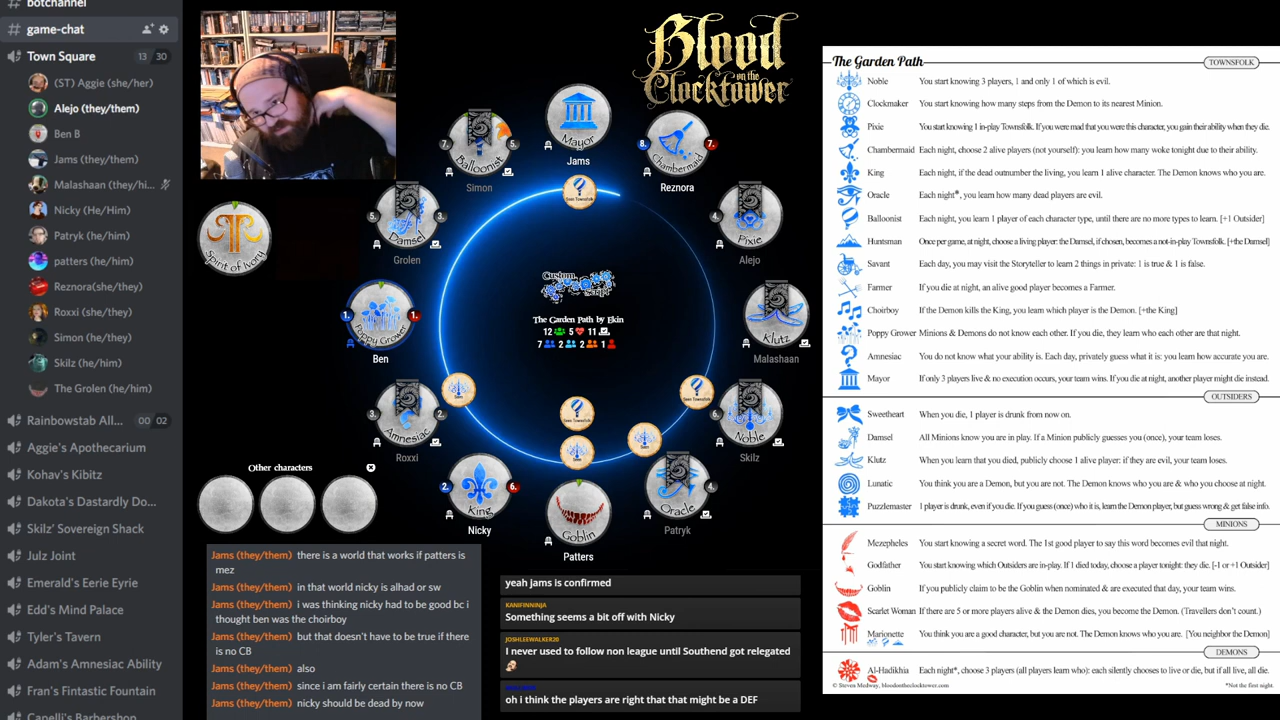 botchannel
# game-chat
Town Square 13 30
(ST) Aggie (she/her)
Alejo (they/them)
Ben B
Jams (they/them)
Malashaan (they/hi...
Nicky (He/Him)
Patryk (he/him)
patters (he/him)
Reznora(she/they)
Roxxi (she/they)
Simon (he/they)
Skilz (he/him)
The Grolen (he/him)
Rainbowstab All... 00 02
Aggie's Apothecarium
Kohay's Kibitz
Dakota's Dastardly Do...
Skilz' Sovereign Shack
Julz Joint
Emerald's Eerie Eyrie
Edd's Mind Palace
Tyler's Tavern
Adam's Amnesiac Ability
Fran's Fantastic Fountain
Capelli's Barbershop
Blood
on the
Clocktower
Spirit of Ivory
Mayor
Jams
8. Chambermaid 7.
Reznora
4. Pixie
Alejo
Klutz
Malashaan
6. Noble
Skilz
Oracle 4.
Patryk
Goblin
Patters
2. King 6.
Nicky
3. Amnesiac 2.
Roxxi
1. Poppy Grower 1.
Ben
5. Damsel 3.
Grolen
7. Balloonist 5.
Simon
Seen Townsfolk
Seen Townsfolk
Seen Townsfolk
Seen
Seen
Seen
Custom
Script
The Garden Path by Ekin
12 5 11
7 2 2 1
Other characters
Jams (they/them) there is a world that works if patters is
mez
Jams (they/them) in that world nicky is alhad or sw
Jams (they/them) i was thinking nicky had to be good bc i
thought ben was the choirboy
Jams (they/them) but that doesn't have to be true if there
is no CB
Jams (they/them) also
Jams (they/them) since i am fairly certain there is no CB
Jams (they/them) nicky should be dead by now
yeah Jams is confirmed
KANIFINNINJA
Something seems a bit off with Nicky
JOSHLEEWALKER20
I never used to follow non league until Southend got relegated
oh i think the players are right that that might be a DEF
The Garden Path
TOWNSFOLK
Noble You start knowing 3 players, 1 and only 1 of which is evil.
Clockmaker You start knowing how many steps from the Demon to its nearest Minion.
Pixie You start knowing 1 in-play Townsfolk. If you were mad that you were this character, you gain their ability when they die.
Chambermaid Each night, choose 2 alive players (not yourself): you learn how many woke tonight due to their ability.
King Each night, if the dead outnumber the living, you learn 1 alive character. The Demon knows who you are.
Oracle Each night*, you learn how many dead players are evil.
Balloonist Each night, you learn 1 player of each character type, until there are no more types to learn. [+1 Outsider]
Huntsman Once per game, at night, choose a living player: the Damsel, if chosen, becomes a not-in-play Townsfolk. [+the Damsel]
Savant Each day, you may visit the Storyteller to learn 2 things in private: 1 is true & 1 is false.
Farmer If you die at night, an alive good player becomes a Farmer.
Choirboy If the Demon kills the King, you learn which player is the Demon. [+the King]
Poppy Grower Minions & Demons do not know each other. If you die, they learn who each other are that night.
Amnesiac You do not know what your ability is. Each day, privately guess what it is: you learn how accurate you are.
Mayor If only 3 players live & no execution occurs, your team wins. If you die at night, another player might die instead.
OUTSIDERS
Sweetheart When you die, 1 player is drunk from now on.
Damsel All Minions know you are in play. If a Minion publicly guesses you (once), your team loses.
Klutz When you learn that you died, publicly choose 1 alive player: if they are evil, your team loses.
Lunatic You think you are a Demon, but you are not. The Demon knows who you are & who you choose at night.
Puzzlemaster 1 player is drunk, even if you die. If you guess (once) who it is, learn the Demon player, but guess wrong & get false info.
MINIONS
Mezepheles You start knowing a secret word. The 1st good player to say this word becomes evil that night.
Godfather You start knowing which Outsiders are in-play. If 1 died today, choose a player tonight: they die. [-1 or +1 Outsider]
Goblin If you publicly claim to be the Goblin when nominated & are executed that day, your team wins.
Scarlet Woman If there are 5 or more players alive & the Demon dies, you become the Demon. (Travellers don't count.)
Marionette You think you are a good character, but you are not. The Demon knows who you are. [You neighbor the Demon]
DEMONS
Al-Hadikhia Each night*, choose 3 players (all players learn who): each silently chooses to live or die, but if all live, all die.
© Steven Medway, bloodontheclocktower.com *Not the first night